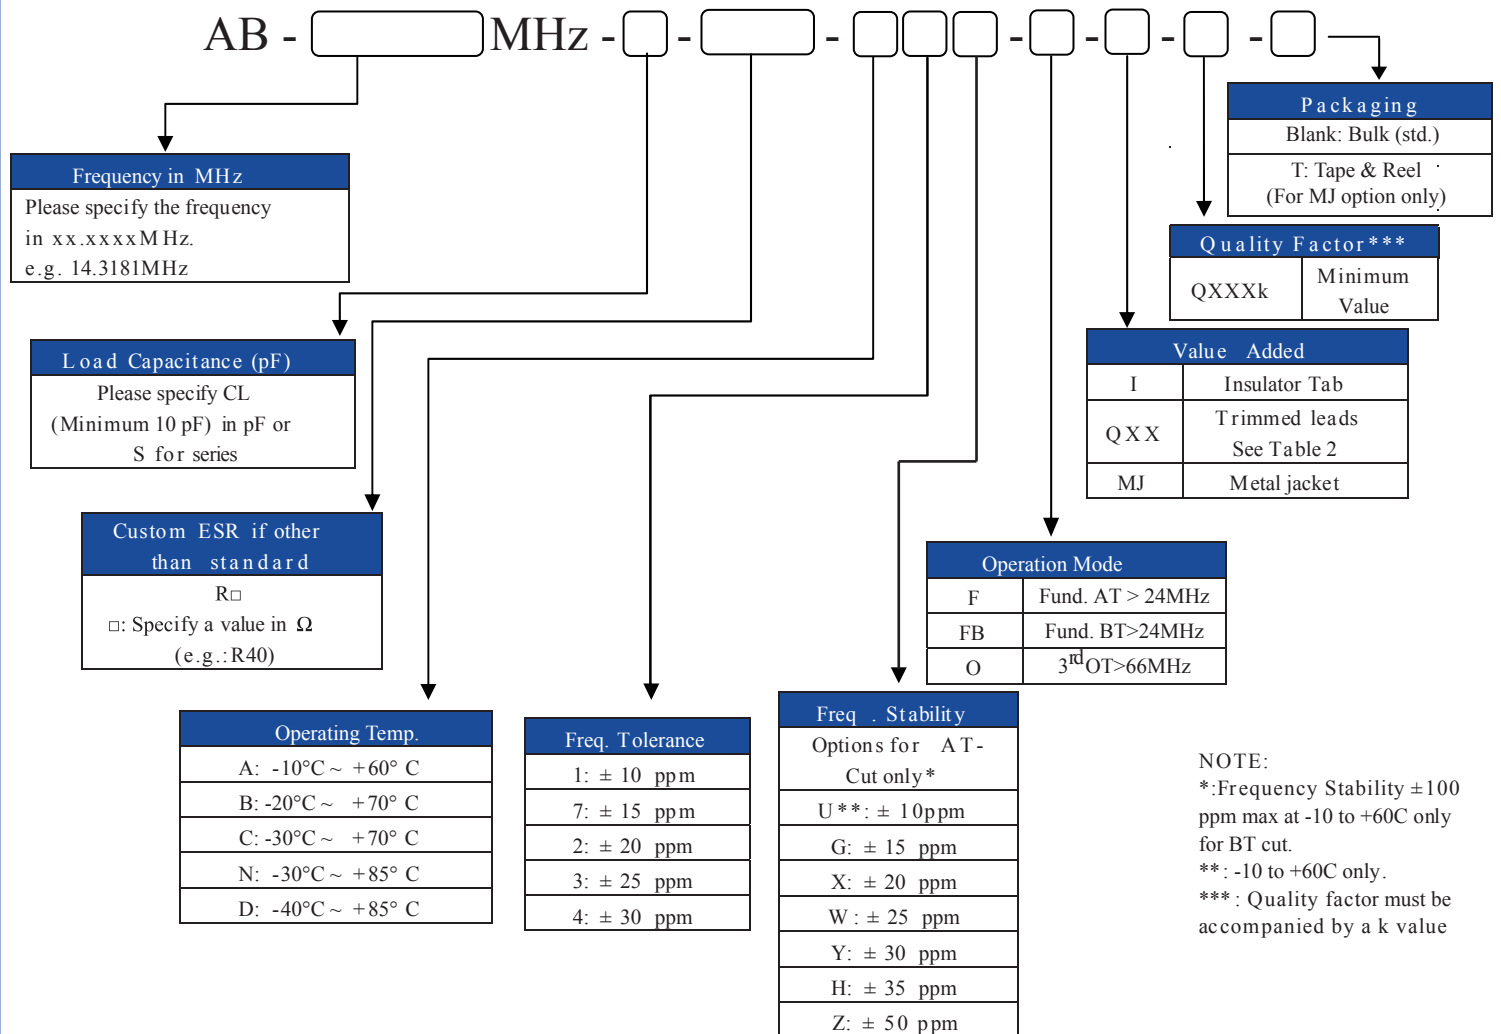 AB - MHz - - - - - - -
Packaging
Blank: Bulk (std.)
T: Tape & Reel
(For MJ option only)
Frequency in MHz
Please specify the frequency
in xx.xxxxMHz.
e.g. 14.3181MHz
Quality Factor***
QXXXk
Minimum
Value
Value Added
I
Insulator Tab
QXX
Trimmed leads
See Table 2
MJ
Metal jacket
Load Capacitance (pF)
Please specify CL
(Minimum 10 pF) in pF or
S for series
Custom ESR if other
than standard
R□
□: Specify a value in Ω
(e.g.:R40)
Operation Mode
F
Fund. AT > 24MHz
FB
Fund. BT>24MHz
O
3rdOT>66MHz
Operating Temp.
A: -10°C ~ +60° C
B: -20°C ~ +70° C
C: -30°C ~ +70° C
N: -30°C ~ +85° C
D: -40°C ~ +85° C
Freq. Tolerance
1: ± 10 ppm
7: ± 15 ppm
2: ± 20 ppm
3: ± 25 ppm
4: ± 30 ppm
Freq . Stability
Options for AT-
Cut only*
U**: ± 10ppm
G: ± 15 ppm
X: ± 20 ppm
W : ± 25 ppm
Y: ± 30 ppm
H: ± 35 ppm
Z: ± 50 ppm
NOTE:
*:Frequency Stability ±100
ppm max at -10 to +60C only
for BT cut.
**: -10 to +60C only.
***: Quality factor must be
accompanied by a k value